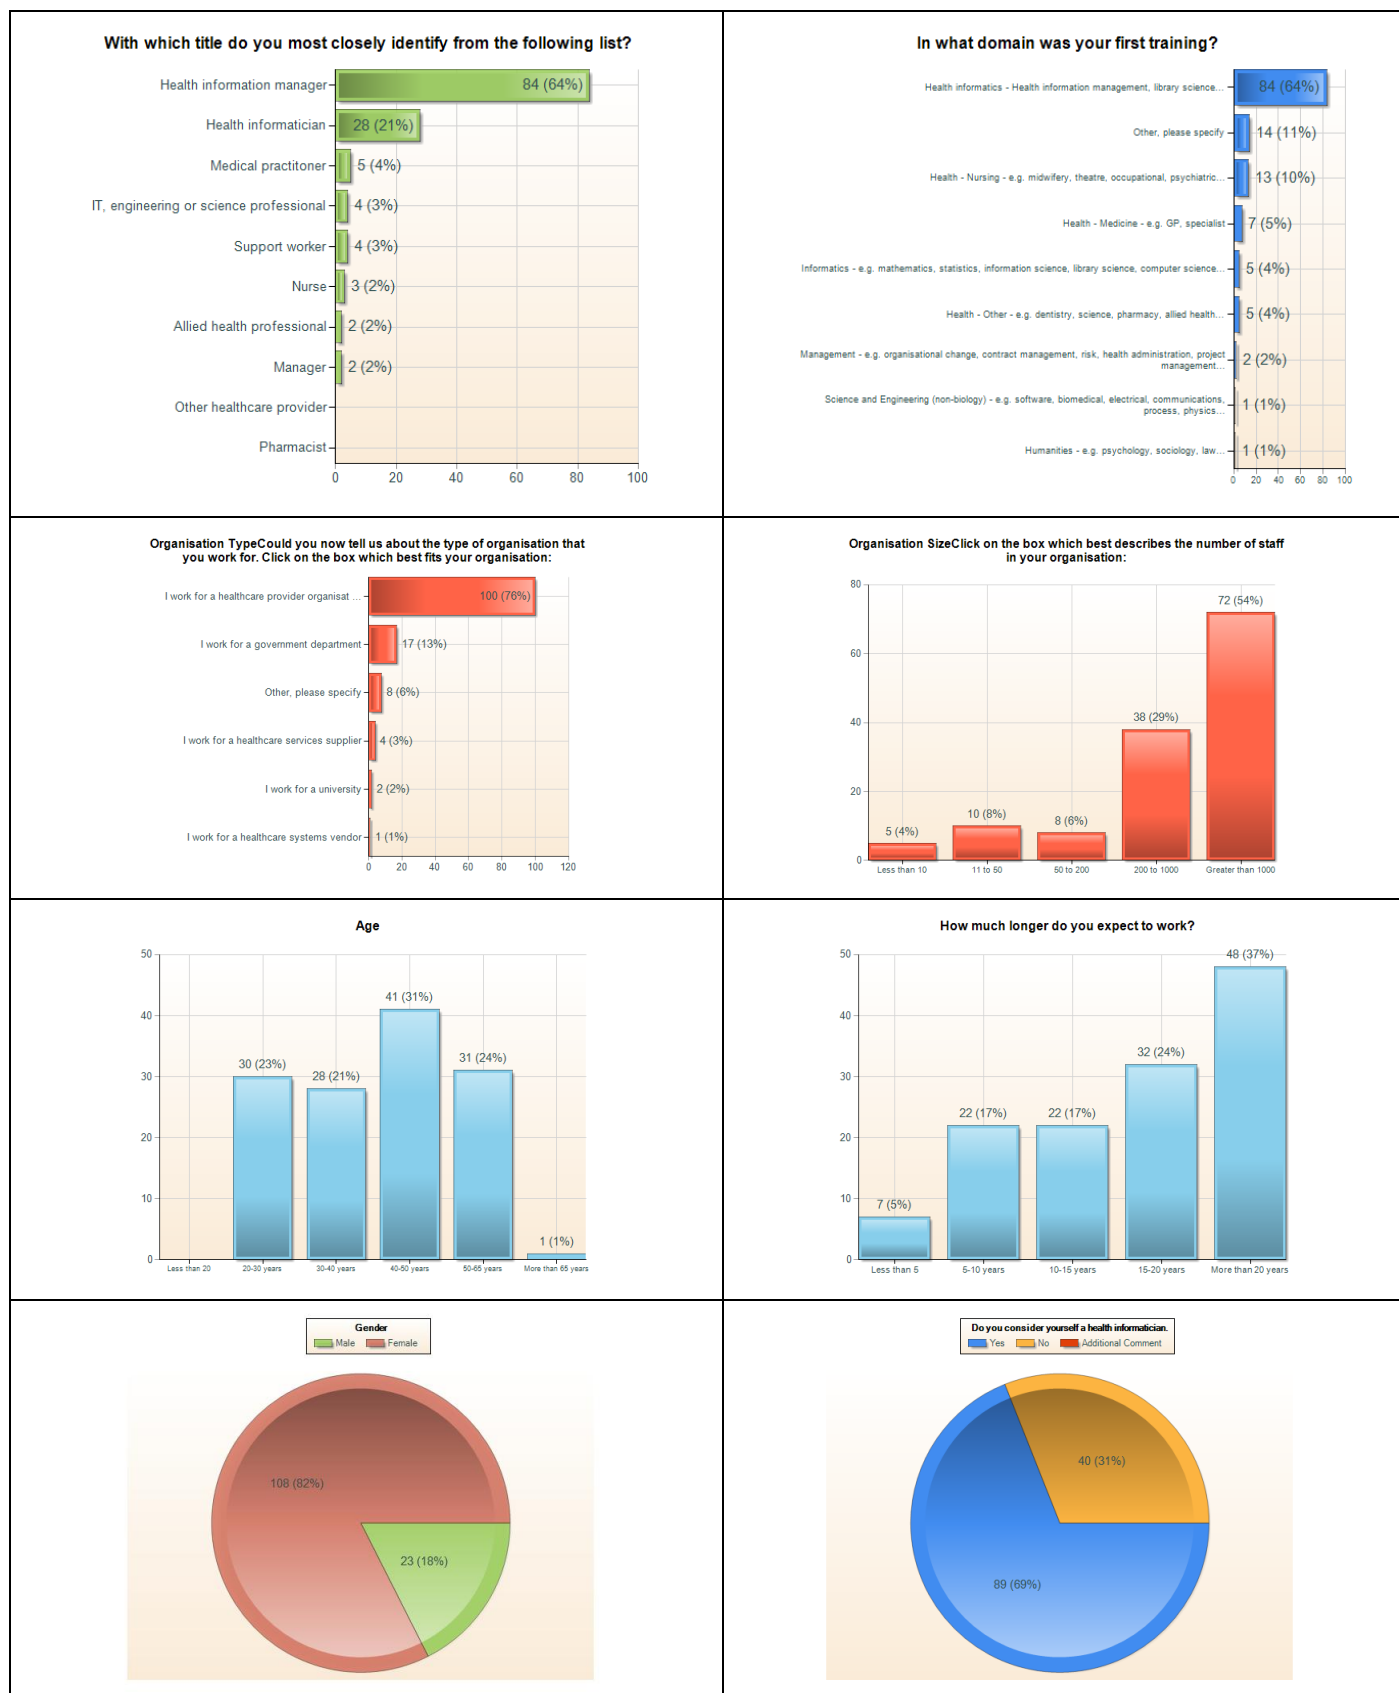 With which title do you most closely identify from the following list?
Health information manager
84 (64%)
Health informatician
28 (21%)
Medical practitoner
5 (4%)
IT, engineering or science professional
4 (3%)
Support worker
4 (3%)
Nurse
3 (2%)
Allied health professional
2 (2%)
Manager
2 (2%)
Other healthcare provider
Pharmacist
0 20 40 60 80 100
In what domain was your first training?
Health informatics - Health information management, library science...
84 (64%)
Other, please specify
14 (11%)
Health - Nursing - e.g. midwifery, theatre, occupational, psychiatric...
13 (10%)
Health - Medicine - e.g. GP, specialist
7 (5%)
Informatics - e.g. mathematics, statistics, information science, library science, computer science...
5 (4%)
Health - Other - e.g. dentistry, science, pharmacy, allied health...
5 (4%)
Management - e.g. organisational change, contract management, risk, health administration, project
management...
2 (2%)
Science and Engineering (non-biology) - e.g. software, biomedical, electrical, communications,
process, physics...
1 (1%)
Humanities - e.g. psychology, sociology, law...
1 (1%)
0 20 40 60 80 100
Organisation TypeCould you now tell us about the type of organisation that
you work for. Click on the box which best fits your organisation:
I work for a healthcare provider organisat ...
100 (76%)
I work for a government department
17 (13%)
Other, please specify
8 (6%)
I work for a healthcare services supplier
4 (3%)
I work for a university
2 (2%)
I work for a healthcare systems vendor
1 (1%)
0 20 40 60 80 100 120
Organisation SizeClick on the box which best describes the number of staff
in your organisation:
80
60
40
20
0
5 (4%)
10 (8%)
8 (6%)
38 (29%)
72 (54%)
Less than 10
11 to 50
50 to 200
200 to 1000
Greater than 1000
Age
50
40
30
20
10
0
30 (23%)
28 (21%)
41 (31%)
31 (24%)
1 (1%)
Less than 20
20-30 years
30-40 years
40-50 years
50-65 years
More than 65 years
How much longer do you expect to work?
50
40
30
20
10
0
7 (5%)
22 (17%)
22 (17%)
32 (24%)
48 (37%)
Less than 5
5-10 years
10-15 years
15-20 years
More than 20 years
Gender
Male Female
108 (82%)
23 (18%)
Do you consider yourself a health informatician.
Yes No Additional Comment
40 (31%)
89 (69%)